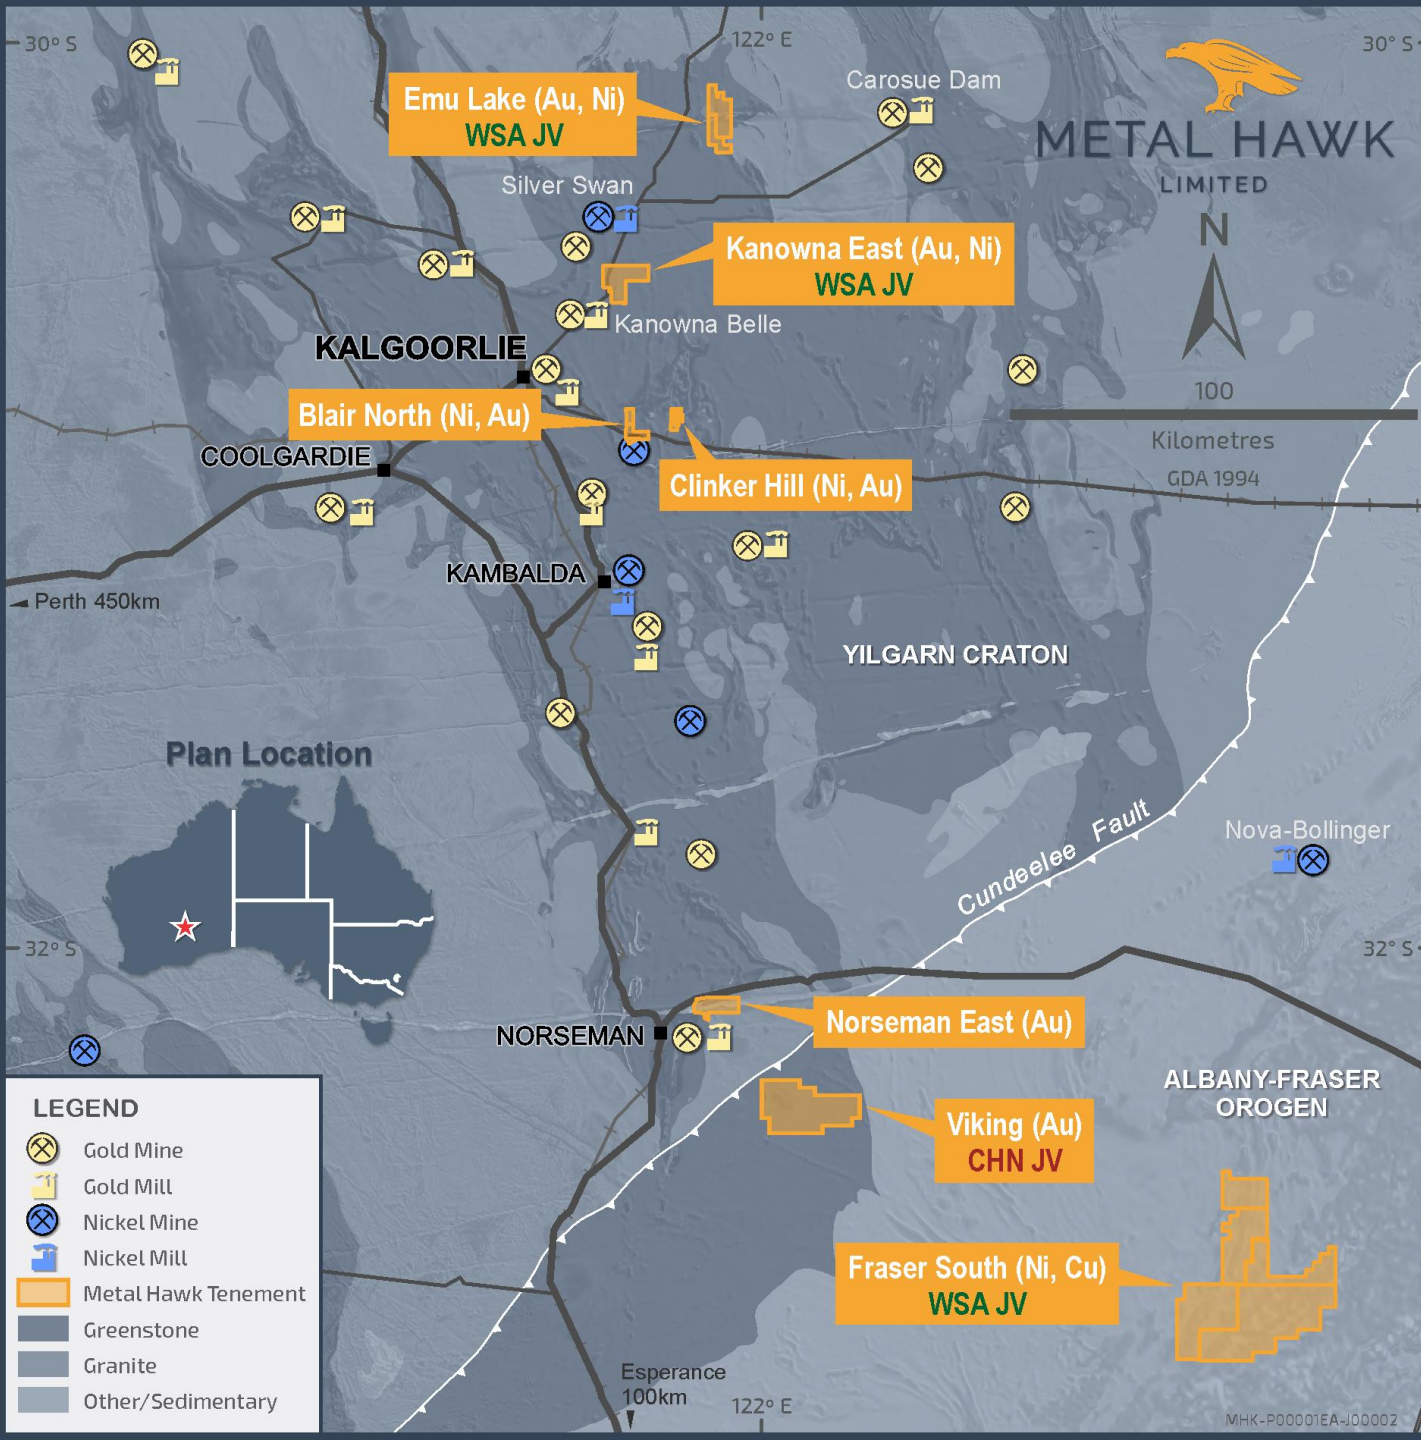 30° S
122° E
30° S
Emu Lake (Au, Ni)
WSA JV
Carosue Dam
METAL HAWK
LIMITED
Silver Swan
N
Kanowna East (Au, Ni)
WSA JV
Kanowna Belle
KALGOORLIE
100
Kilometres
GDA 1994
Blair North (Ni, Au)
COOLGARDIE
Clinker Hill (Ni, Au)
KAMBALDA
Perth 450km
YILGARN CRATON
Plan Location
Cundeelee Fault
Nova-Bollinger
32° S
32° S
NORSEMAN
Norseman East (Au)
ALBANY-FRASER
OROGEN
Viking (Au)
CHN JV
LEGEND
Gold Mine
Gold Mill
Nickel Mine
Nickel Mill
Metal Hawk Tenement
Greenstone
Granite
Other/Sedimentary
Fraser South (Ni, Cu)
WSA JV
Esperance
100km
122° E
MHK-P00001EA-J00002